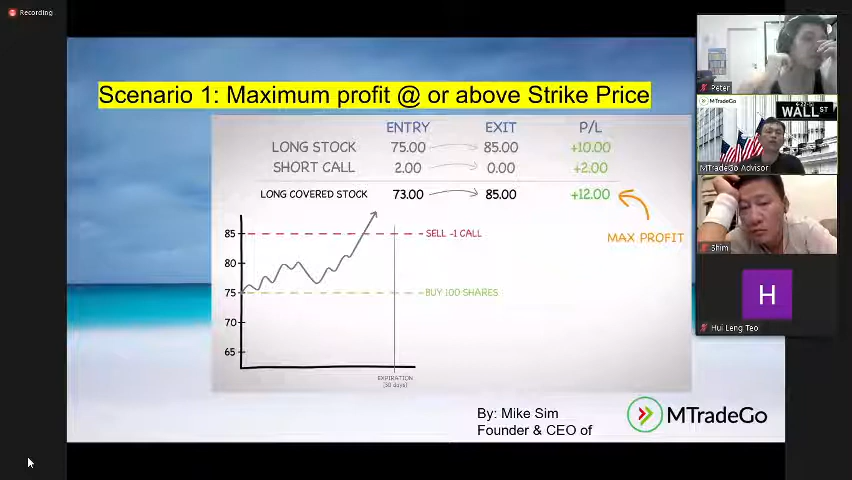 Recording
Scenario 1: Maximum profit @ or above Strike Price
ENTRY EXIT P/L
LONG STOCK 75.00 85.00 +10.00
SHORT CALL 2.00 0.00 +2.00
LONG COVERED STOCK 73.00 85.00 +12.00
MAX PROFIT
85 SELL -1 CALL
80
75 BUY 100 SHARES
70
65
EXPIRATION
(30 days)
By: Mike Sim
Founder & CEO of
MTradeGo
Peter
MTradeGo
WALL ST
MTradeGo Advisor
Shim
H
Hui Leng Teo